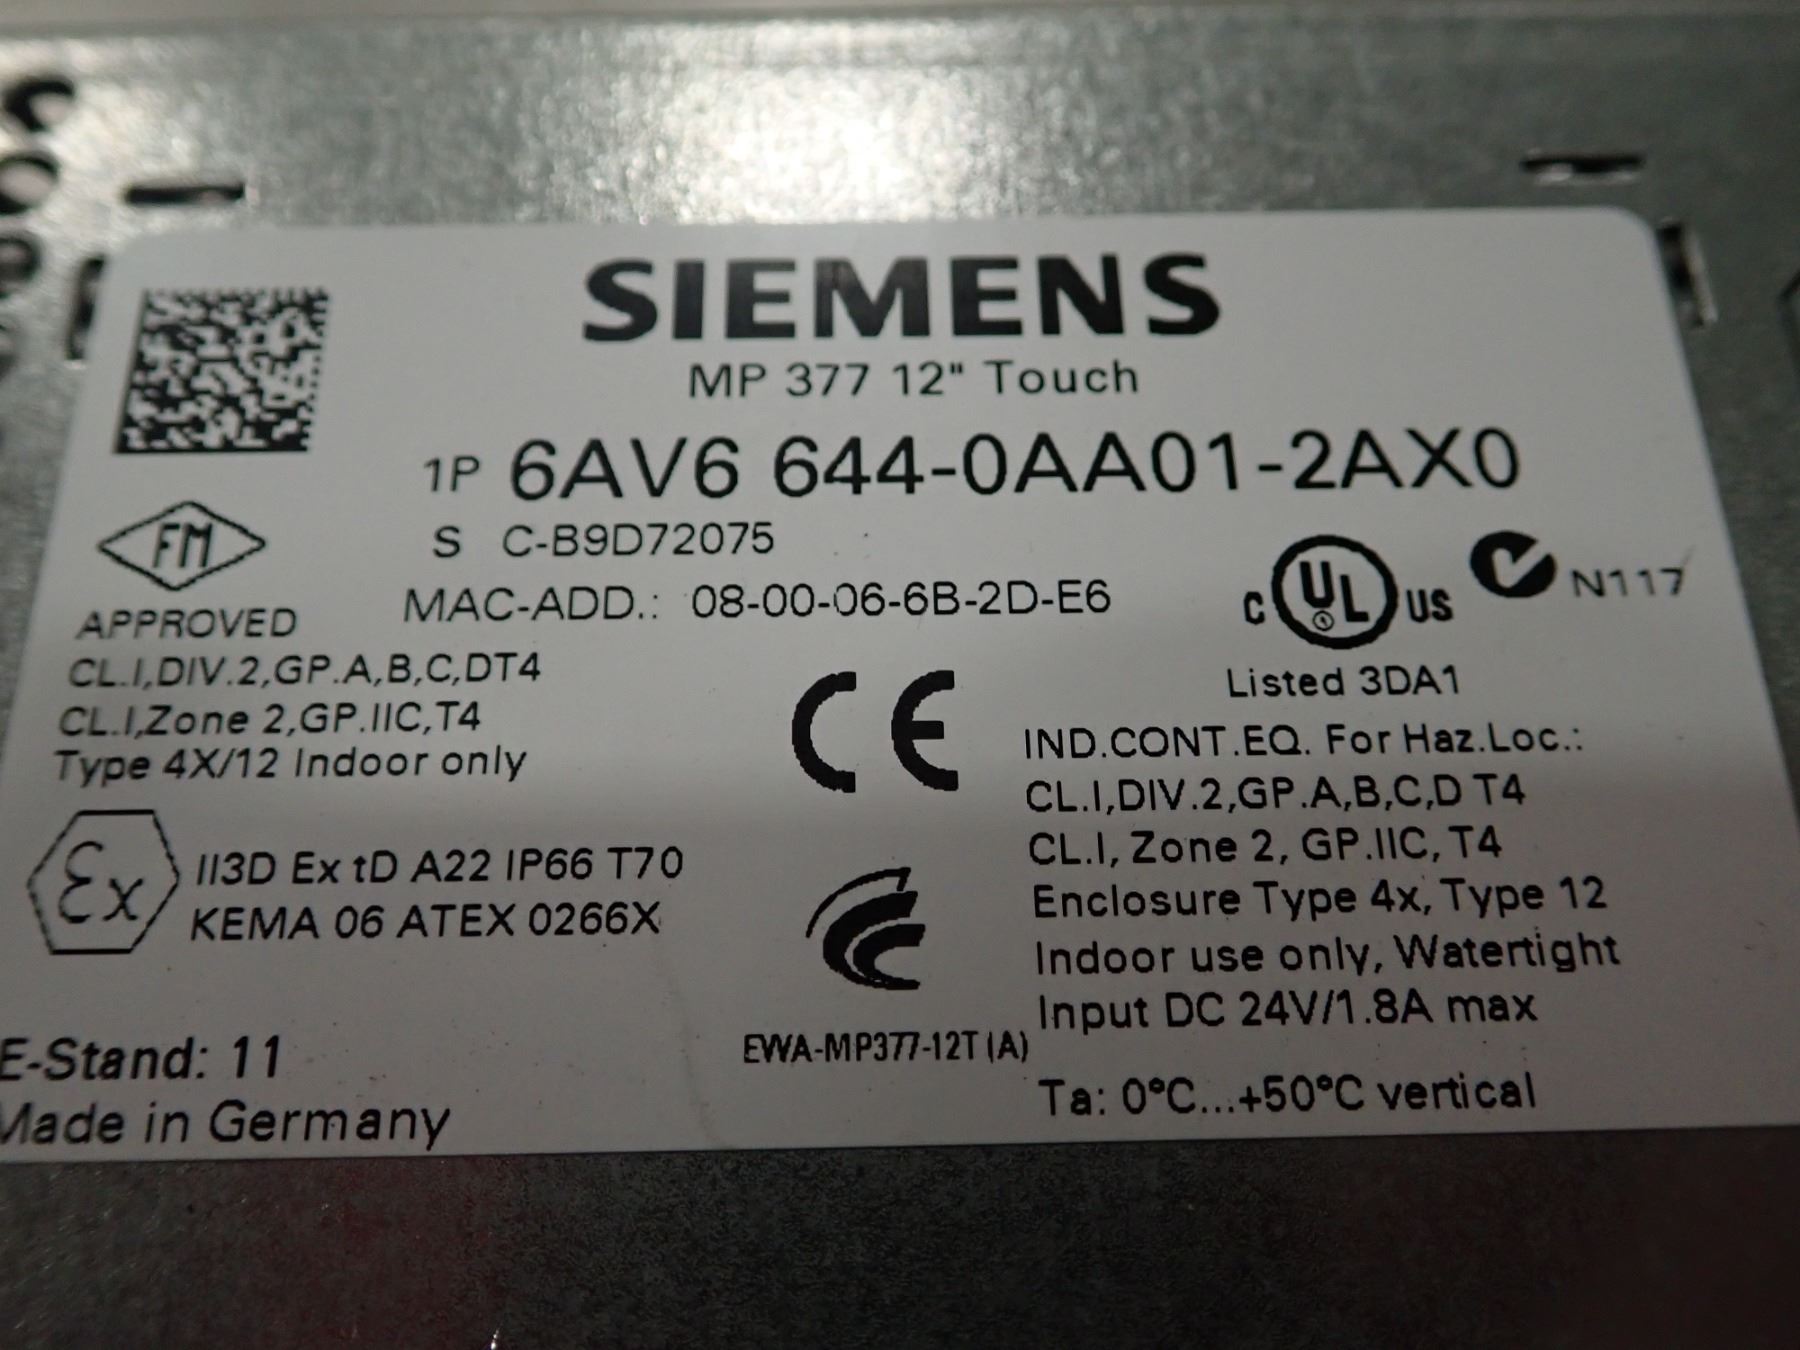 SIEMENS
MP 377 12" Touch
1P 6AV6 644-0AA01-2AX0
S C-B9D72075
MAC-ADD.: 08-00-06-6B-2D-E6
FM
APPROVED
CL.I,DIV.2,GP.A,B,C,DT4
CL.I,Zone 2,GP.IIC,T4
Type 4X/12 Indoor only
C UL US
N117
Listed 3DA1
CE
IND.CONT.EQ. For Haz.Loc.:
CL.I,DIV.2,GP.A,B,C,D T4
CL.I, Zone 2, GP.IIC, T4
Enclosure Type 4x, Type 12
Indoor use only, Watertight
Input DC 24V/1.8A max
Ta: 0°C...+50°C vertical
Ex II3D Ex tD A22 IP66 T70
KEMA 06 ATEX 0266X
EWA-MP377-12T(A)
E-Stand: 11
Made in Germany